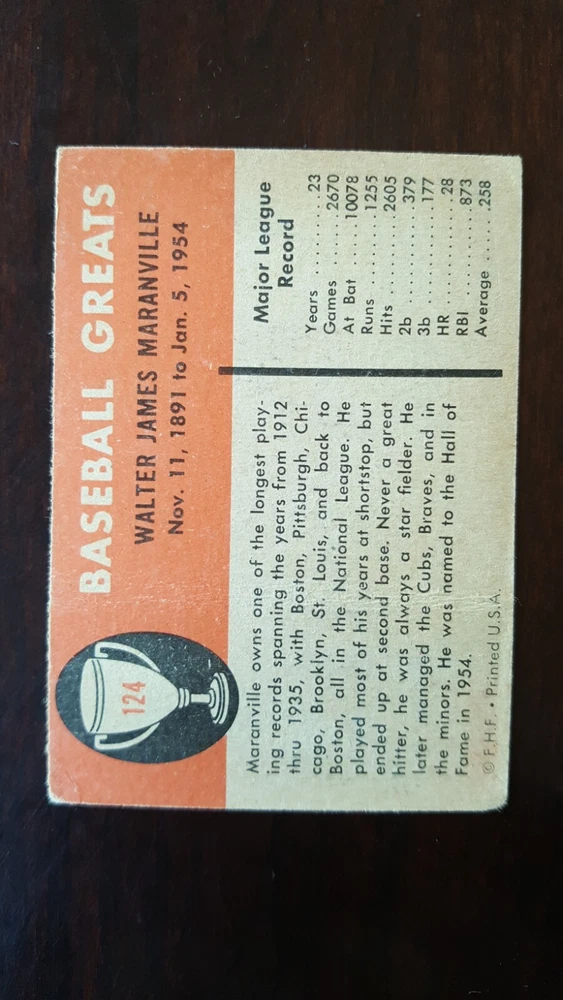 124
BASEBALL GREATS
WALTER JAMES MARANVILLE
Nov. 11, 1891 to Jan. 5, 1954
Maranville owns one of the longest play-
ing records spanning the years from 1912
thru 1935, with Boston, Pittsburgh, Chi-
cago, Brooklyn, St. Louis, and back to
Boston, all in the National League. He
played most of his years at shortstop, but
ended up at second base. Never a great
hitter, he was always a star fielder. He
later managed the Cubs, Braves, and in
the minors. He was named to the Hall of
Fame in 1954.
© F.H.F. • Printed U.S.A.
Major League
Record
Years ........23
Games .......2670
At Bat .....10078
Runs ........1255
Hits .........2605
2b ..........379
3b ..........177
HR ..........28
RBI .........873
Average .....258